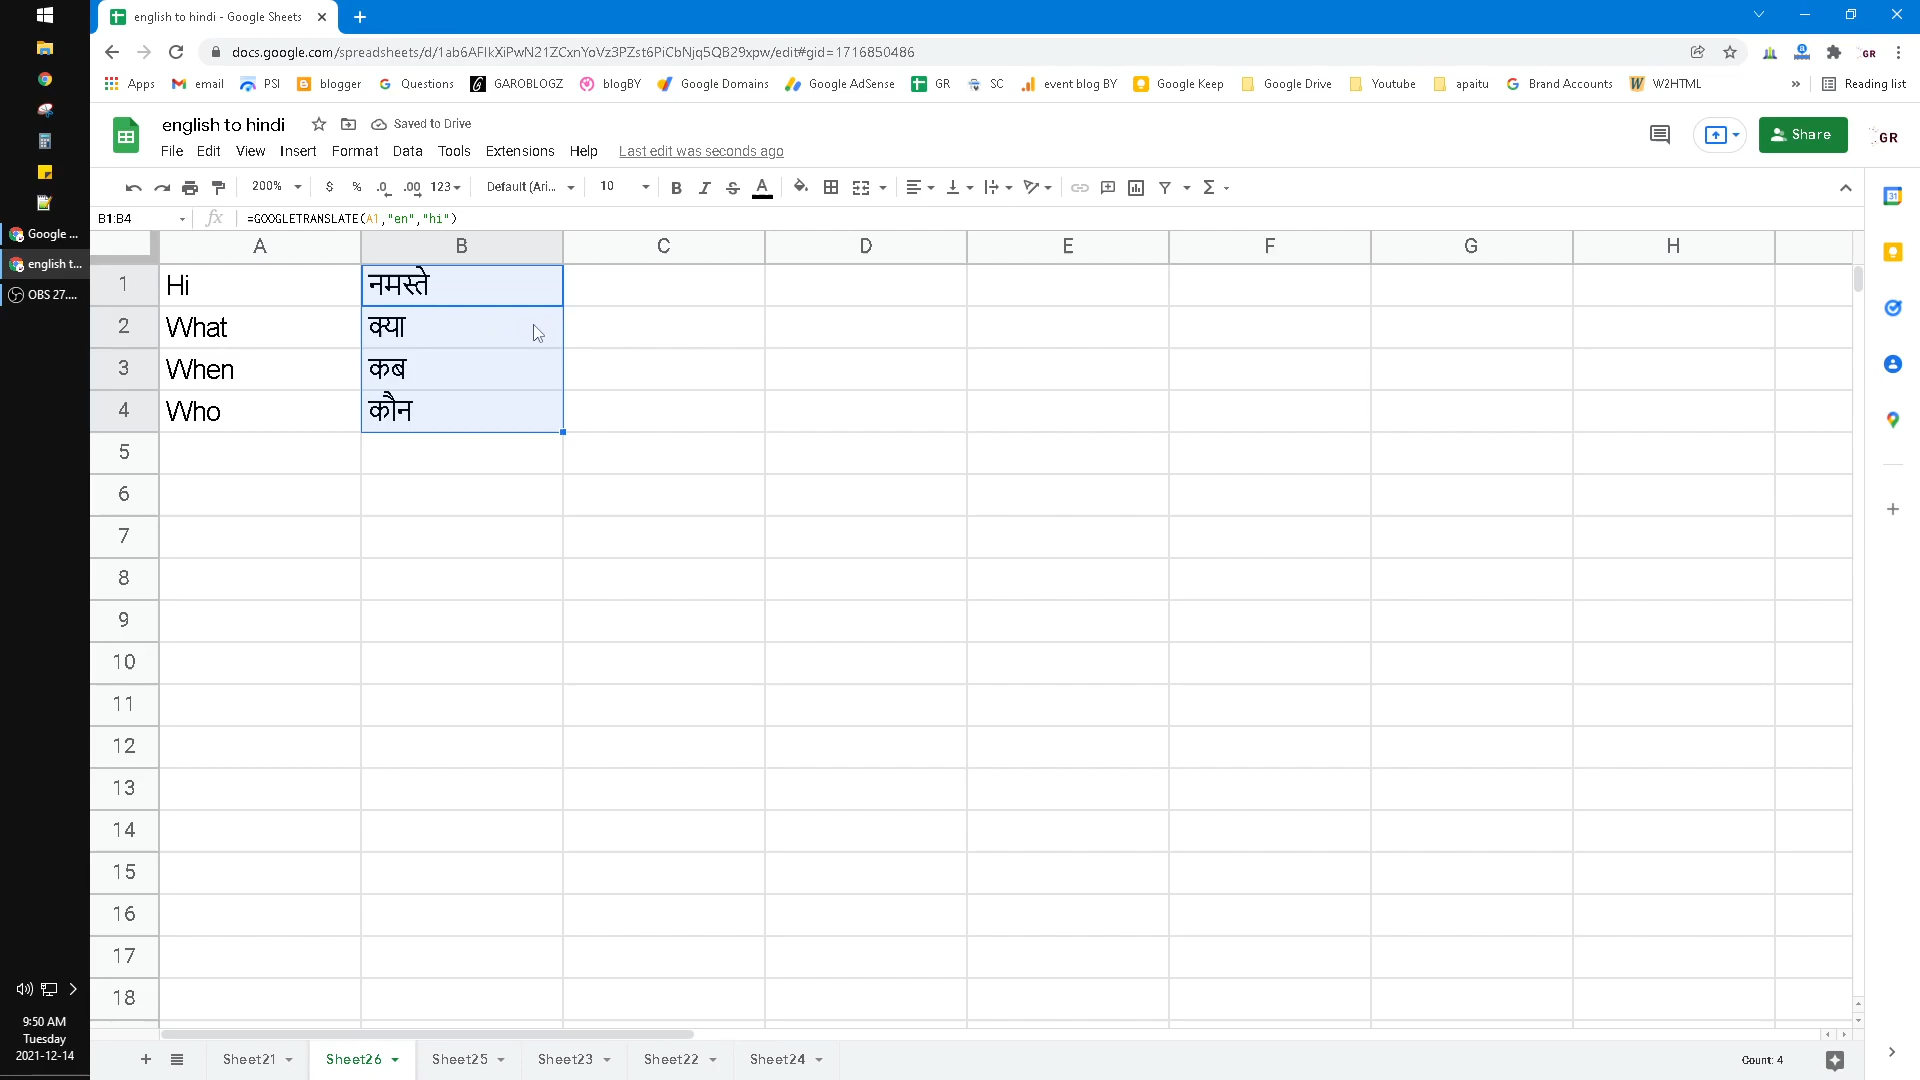 english to hindi - Google Sheets
docs.google.com/spreadsheets/d/1ab6AFIkXiPwN21ZCxnYoVz3PZst6PiCbNjq5QB29xpw/edit#gid=1716850486
GR
Apps email PSI blogger Questions GAROBLOGZ blogBY Google Domains Google AdSense GR SC event blog BY Google Keep Google Drive Youtube apaitu Brand Accounts W2HTML » Reading list
english to hindi Saved to Drive
Share
GR
File Edit View Insert Format Data Tools Extensions Help Last edit was seconds ago
200% $ % .0 .00 123 Default (Ari... 10 B I S A Σ
B1:B4 fx =GOOGLETRANSLATE(A1,"en","hi")
A B C D E F G H
1 Hi नमस्ते
2 What क्या
3 When कब
4 Who कौन
5
6
7
8
9
10
11
12
13
14
15
16
17
18
Sheet21 Sheet26 Sheet25 Sheet23 Sheet22 Sheet24 Count: 4
Google ...
english t...
OBS 27....
9:50 AM
Tuesday
2021-12-14
31